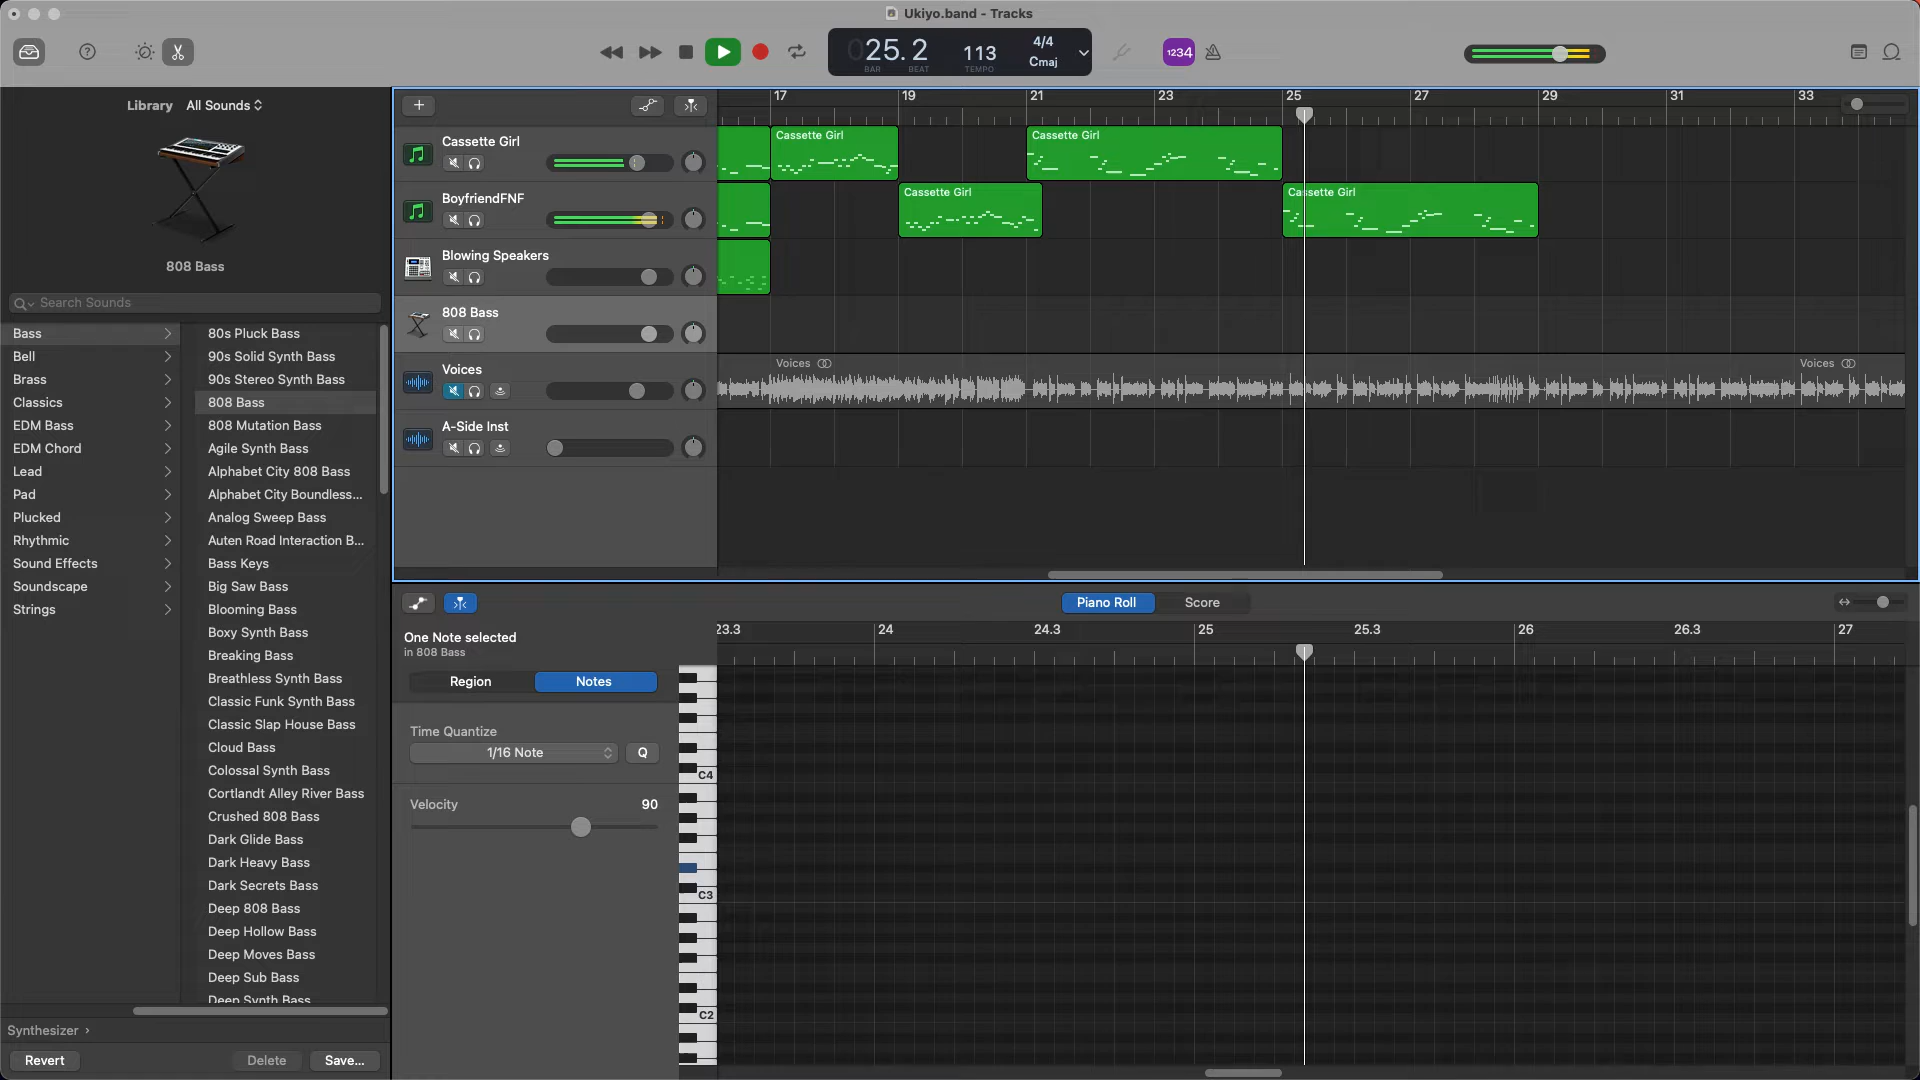 Ukiyo.band - Tracks
025.2
BAR BEAT
113
TEMPO
4/4
Cmaj
1234
Library All Sounds
808 Bass
Search Sounds
Bass
Bell
Brass
Classics
EDM Bass
EDM Chord
Lead
Pad
Plucked
Rhythmic
Sound Effects
Soundscape
Strings
80s Pluck Bass
90s Solid Synth Bass
90s Stereo Synth Bass
808 Bass
808 Mutation Bass
Agile Synth Bass
Alphabet City 808 Bass
Alphabet City Boundless...
Analog Sweep Bass
Auten Road Interaction B...
Bass Keys
Big Saw Bass
Blooming Bass
Boxy Synth Bass
Breaking Bass
Breathless Synth Bass
Classic Funk Synth Bass
Classic Slap House Bass
Cloud Bass
Colossal Synth Bass
Cortlandt Alley River Bass
Crushed 808 Bass
Dark Glide Bass
Dark Heavy Bass
Dark Secrets Bass
Deep 808 Bass
Deep Hollow Bass
Deep Moves Bass
Deep Sub Bass
Deep Synth Bass
Synthesizer ›
Revert Delete Save...
17 19 21 23 25 27 29 31 33
Cassette Girl
BoyfriendFNF
Blowing Speakers
808 Bass
Voices
A-Side Inst
Cassette Girl Cassette Girl
Cassette Girl Cassette Girl
Voices Voices
Piano Roll Score
One Note selected
in 808 Bass
Region Notes
Time Quantize
1/16 Note Q
Velocity 90
23.3 24 24.3 25 25.3 26 26.3 27
C4
C3
C2